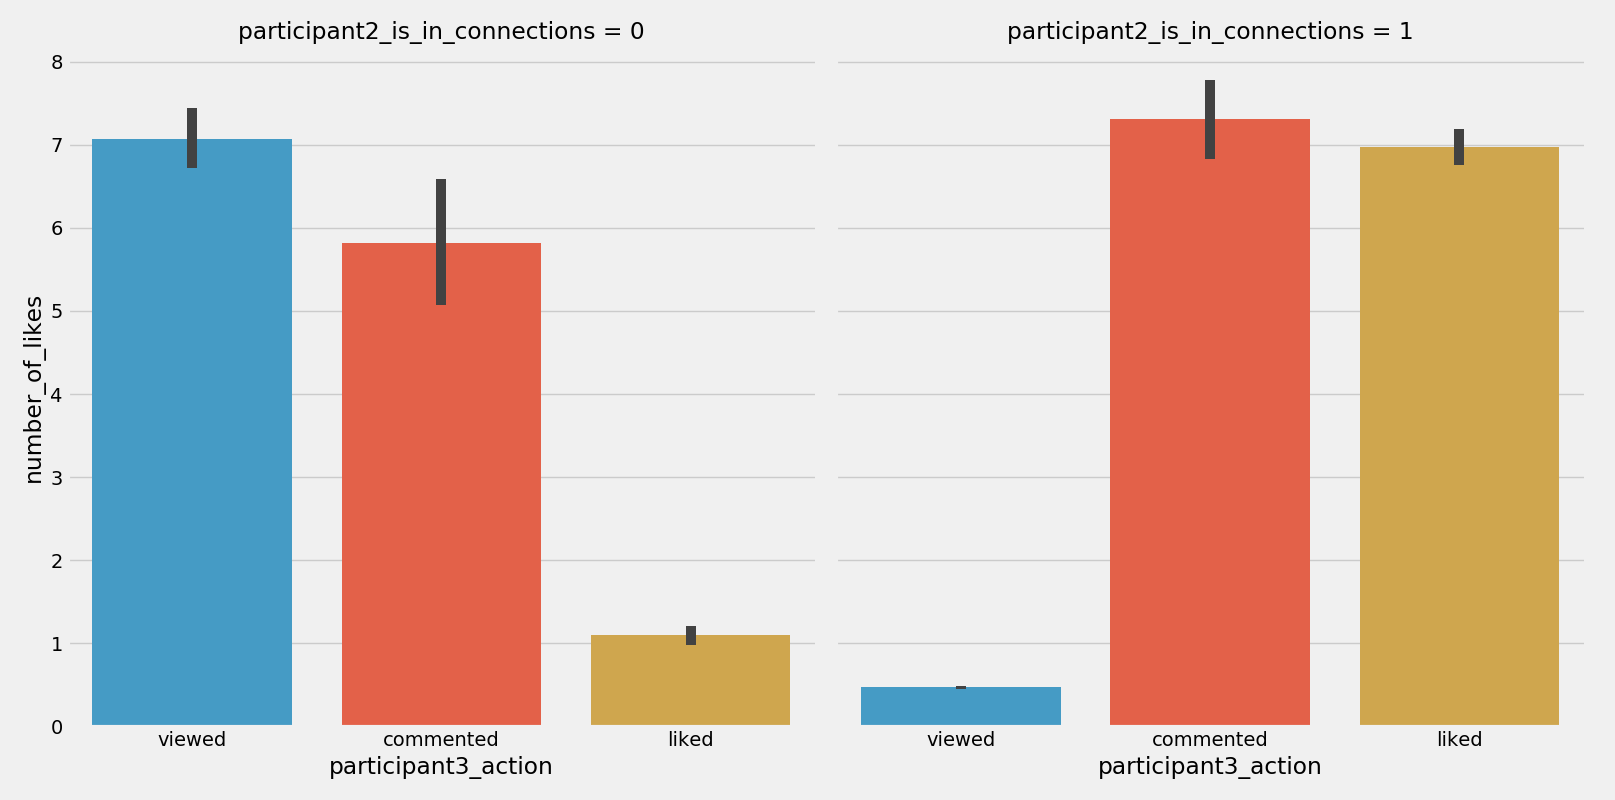 participant2_is_in_connections = 0
participant2_is_in_connections = 1
number_of_likes
8
7
6
5
4
3
2
1
0
viewed
commented
liked
viewed
commented
liked
participant3_action
participant3_action